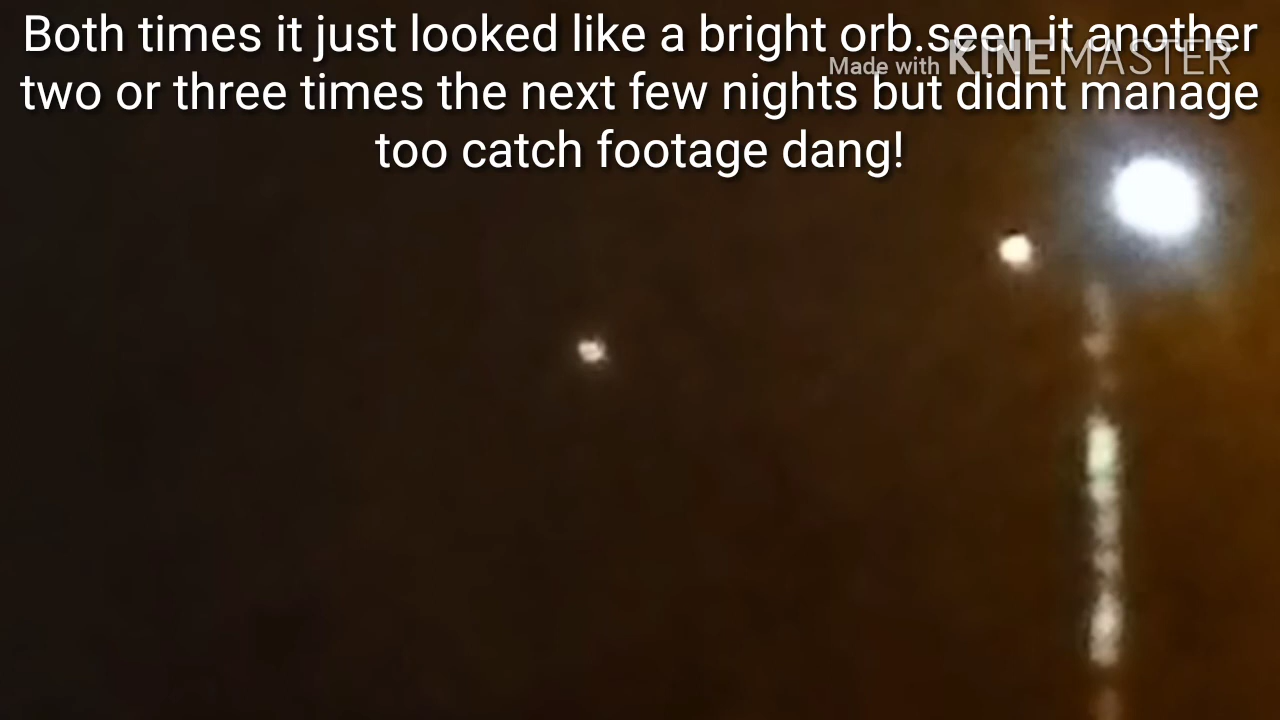 Both times it just looked like a bright orb.seen it another
Made with KINEMASTER
two or three times the next few nights but didnt manage
too catch footage dang!